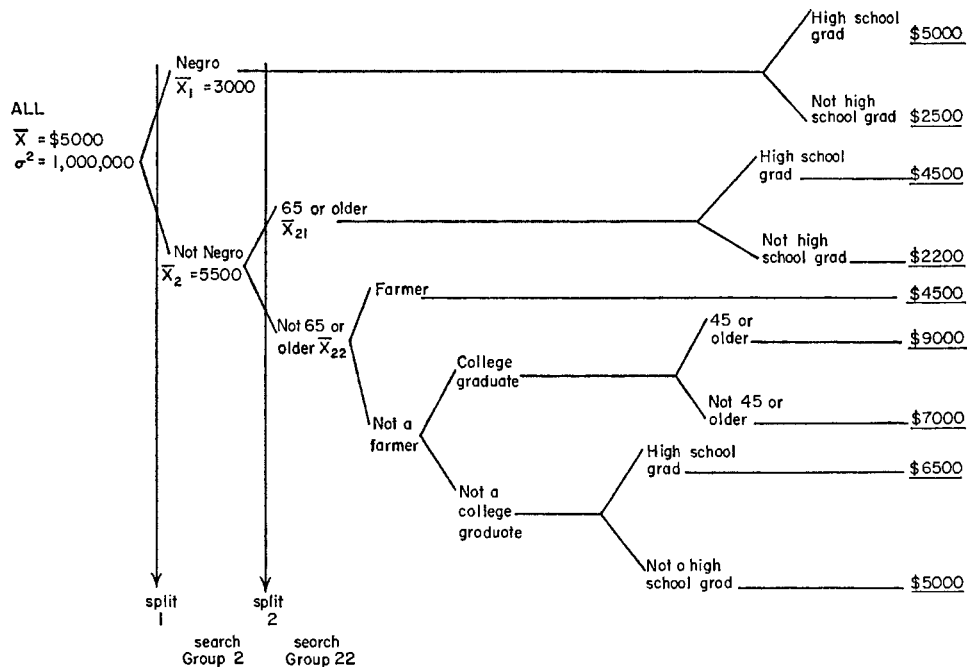 High school
grad $5000
Negro
X̅₁ = 3000
Not high
school grad $2500
ALL
X̅ = $5000
σ² = 1,000,000
High school
grad $4500
65 or older
X̅₂₁
Not high
school grad $2200
Not Negro
X̅₂ = 5500
Farmer $4500
Not 65 or
older X̅₂₂
45 or
older $9000
College
graduate
Not 45 or
older $7000
Not a
farmer
High school
grad $6500
Not a
college
graduate
Not a high
school grad $5000
split
1
split
2
search
Group 2
search
Group 22